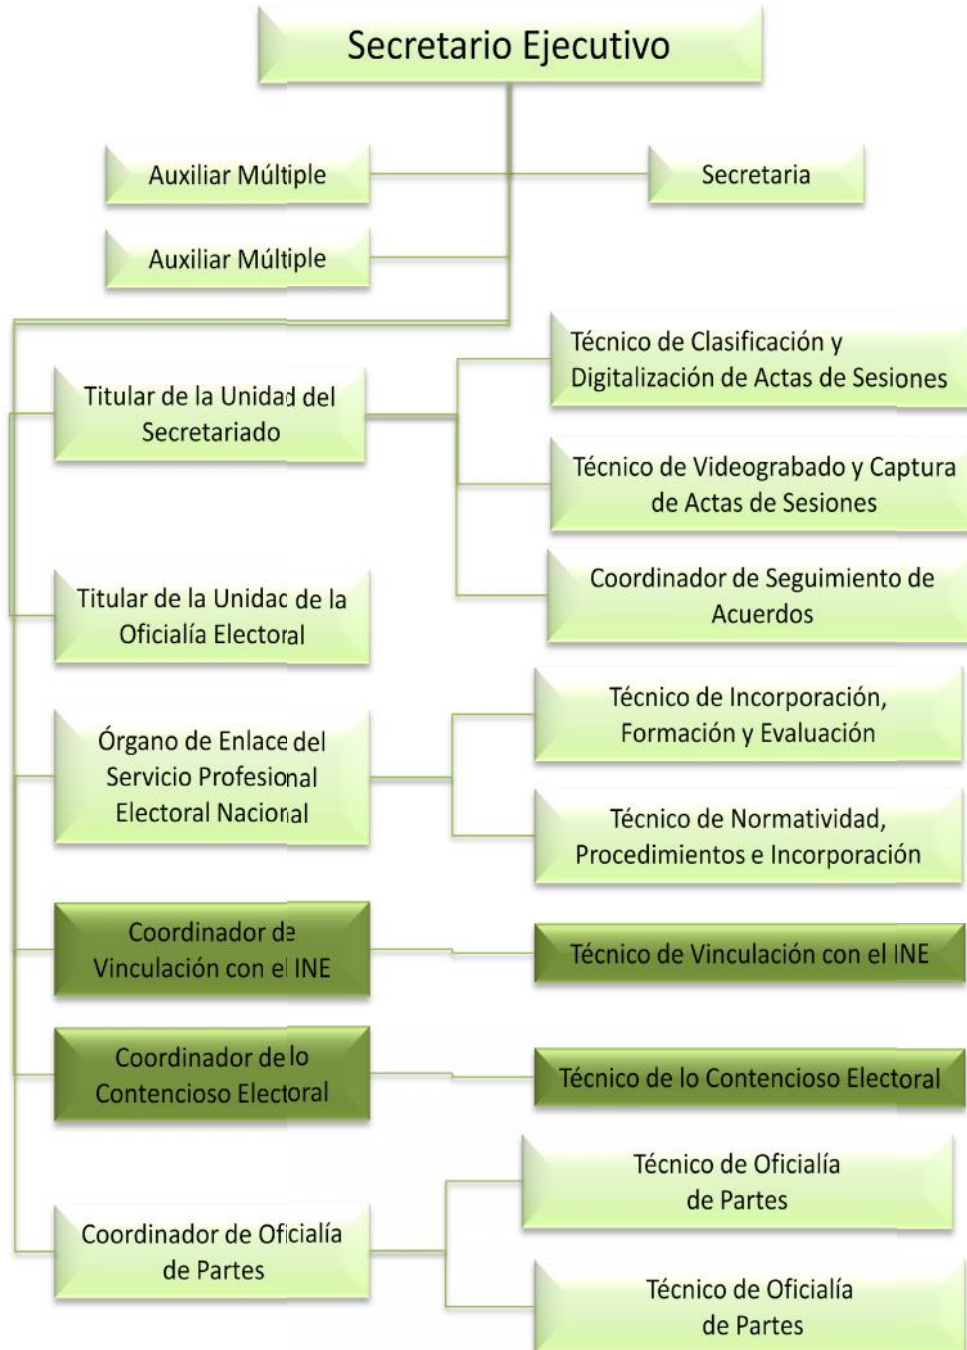 Secretario Ejecutivo
Auxiliar Múltiple
Secretaria
Auxiliar Múltiple
Titular de la Unidad del
Secretariado
Técnico de Clasificación y
Digitalización de Actas de Sesiones
Técnico de Videograbado y Captura
de Actas de Sesiones
Coordinador de Seguimiento de
Acuerdos
Titular de la Unidad de la
Oficialía Electoral
Órgano de Enlace del
Servicio Profesional
Electoral Nacional
Técnico de Incorporación,
Formación y Evaluación
Técnico de Normatividad,
Procedimientos e Incorporación
Coordinador de
Vinculación con el INE
Técnico de Vinculación con el INE
Coordinador de lo
Contencioso Electoral
Técnico de lo Contencioso Electoral
Coordinador de Oficialía
de Partes
Técnico de Oficialía
de Partes
Técnico de Oficialía
de Partes